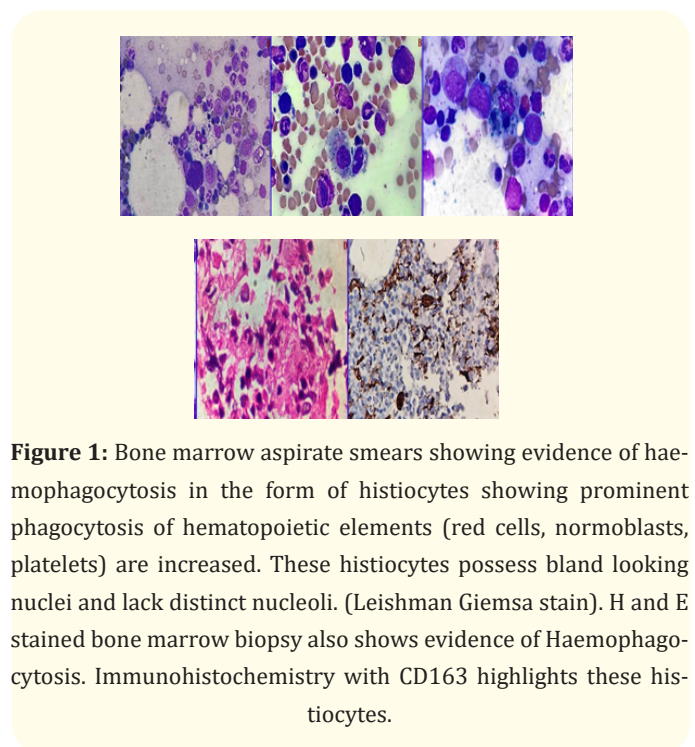 Figure 1: Bone marrow aspirate smears showing evidence of hae-
mophagocytosis in the form of histiocytes showing prominent
phagocytosis of hematopoietic elements (red cells, normoblasts,
platelets) are increased. These histiocytes possess bland looking
nuclei and lack distinct nucleoli. (Leishman Giemsa stain). H and E
stained bone marrow biopsy also shows evidence of Haemophago-
cytosis. Immunohistochemistry with CD163 highlights these his-
tiocytes.